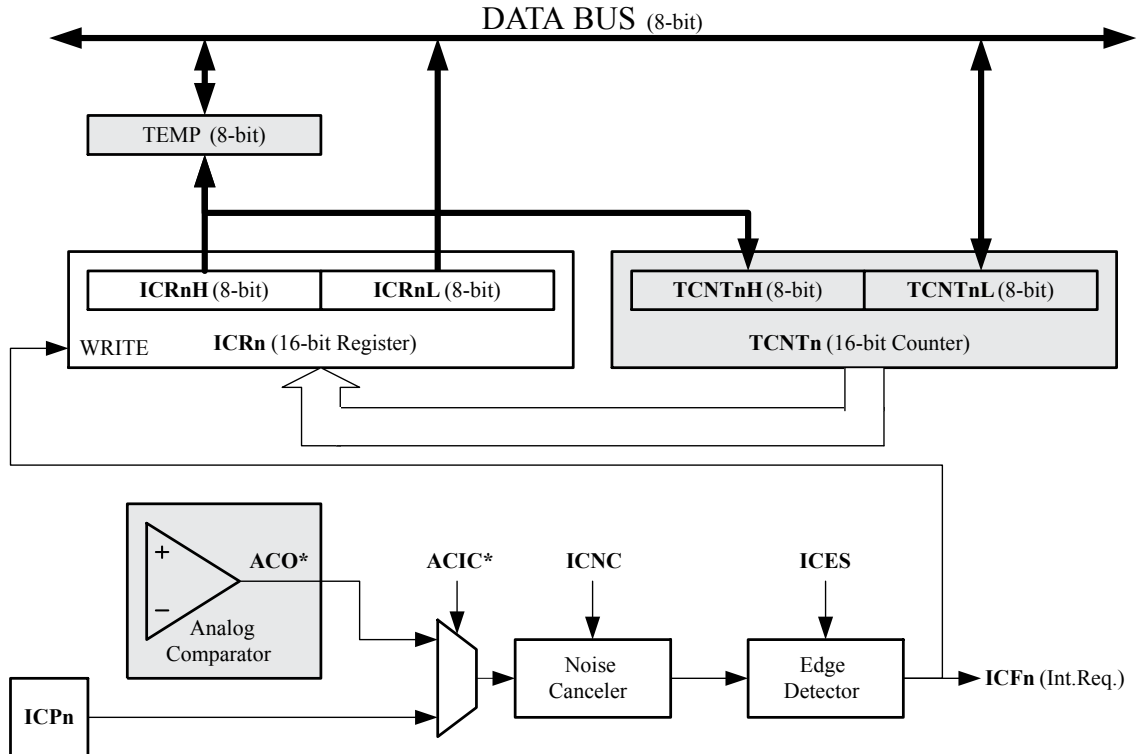 DATA BUS (8-bit)
TEMP (8-bit)
ICRnH (8-bit)
ICRnL (8-bit)
TCNTnH (8-bit)
TCNTnL (8-bit)
WRITE
ICRn (16-bit Register)
TCNTn (16-bit Counter)
+
−
ACO*
Analog
Comparator
ACIC*
ICNC
ICES
Noise
Canceler
Edge
Detector
ICFn (Int.Req.)
ICPn